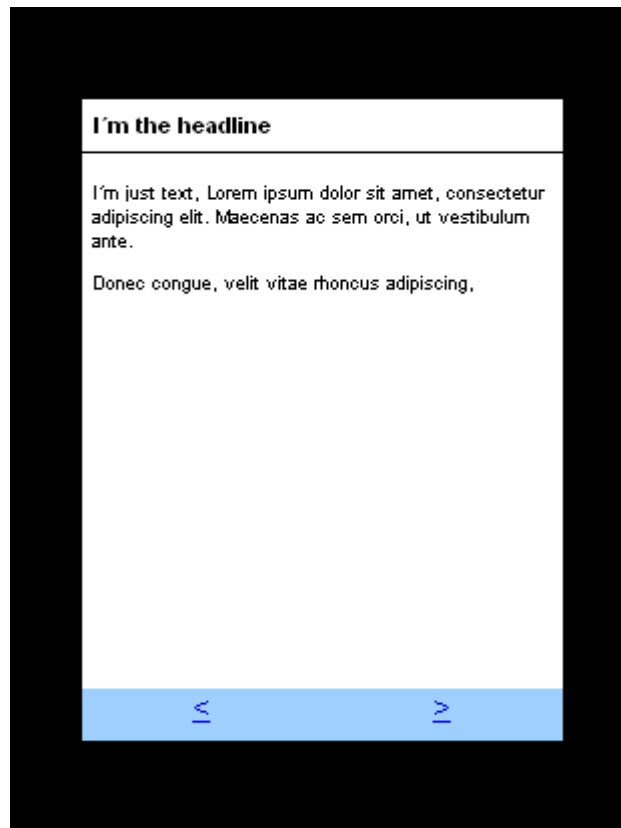 I´m the headline
I´m just text, Lorem ipsum dolor sit amet, consectetur
adipiscing elit. Maecenas ac sem orci, ut vestibulum
ante.
Donec congue, velit vitae rhoncus adipiscing,
< >